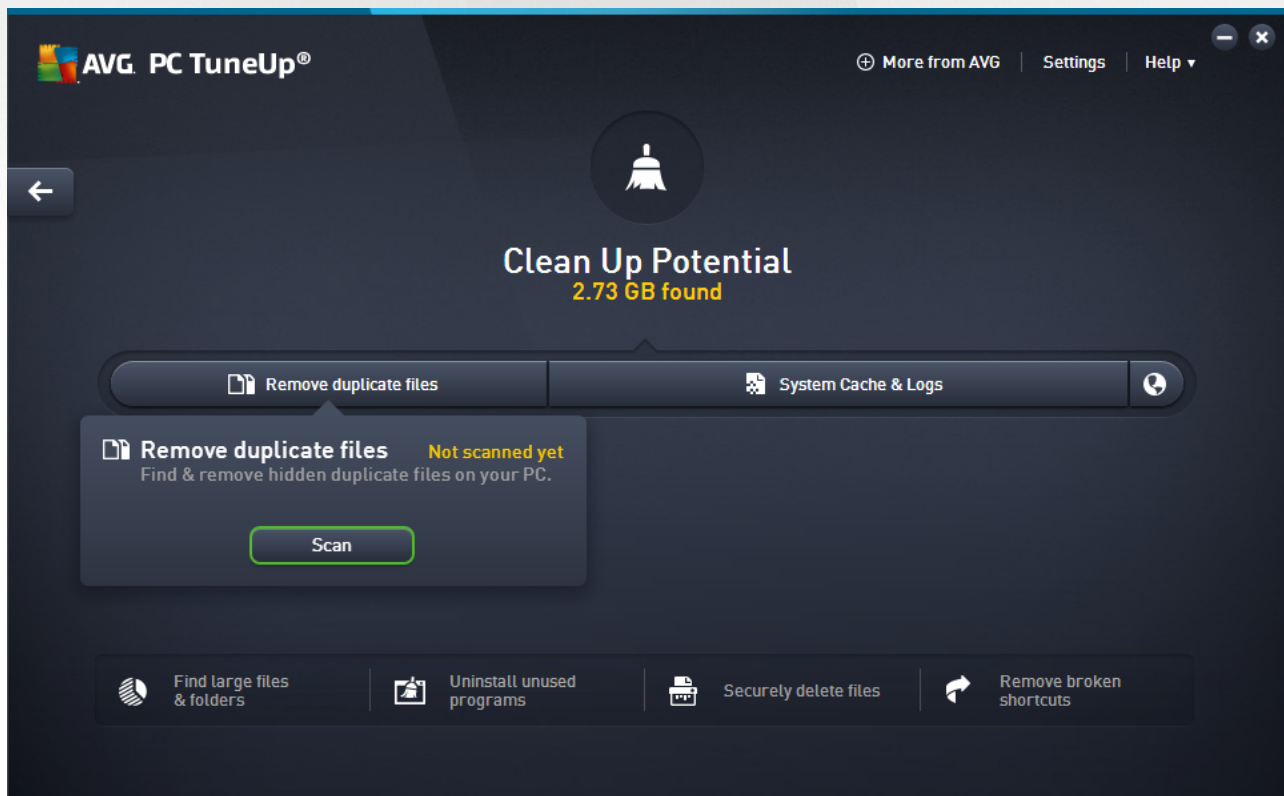 AVG. PC TuneUp®
More from AVG
Settings
Help
Clean Up Potential
2.73 GB found
Remove duplicate files
System Cache & Logs
Remove duplicate files
Not scanned yet
Find & remove hidden duplicate files on your PC.
Scan
Find large files
& folders
Uninstall unused
programs
Securely delete files
Remove broken
shortcuts